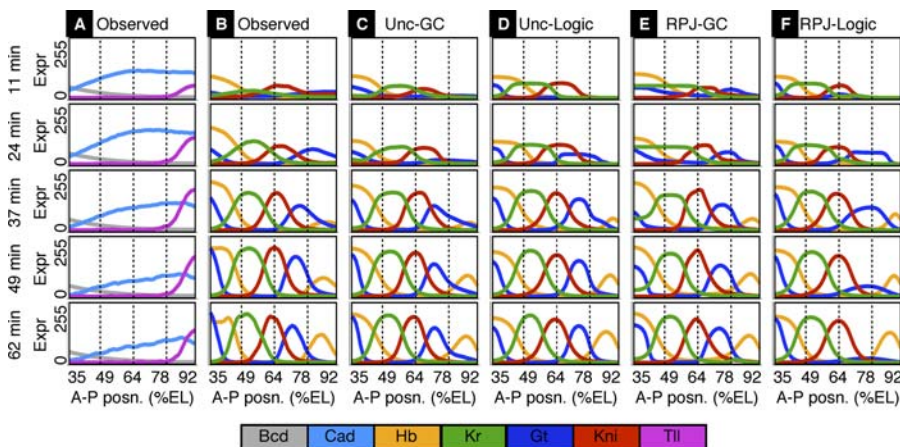 A Observed B Observed C Unc-GC D Unc-Logic E RPJ-GC F RPJ-Logic
11 min Expr 0 255
24 min Expr 0 255
37 min Expr 0 255
49 min Expr 0 255
62 min Expr 0 255
35 49 64 78 92 35 49 64 78 92 35 49 64 78 92 35 49 64 78 92 35 49 64 78 92 35 49 64 78 92
A-P posn. (%EL) A-P posn. (%EL) A-P posn. (%EL) A-P posn. (%EL) A-P posn. (%EL) A-P posn. (%EL)
Bcd Cad Hb Kr Gt Kni Tll